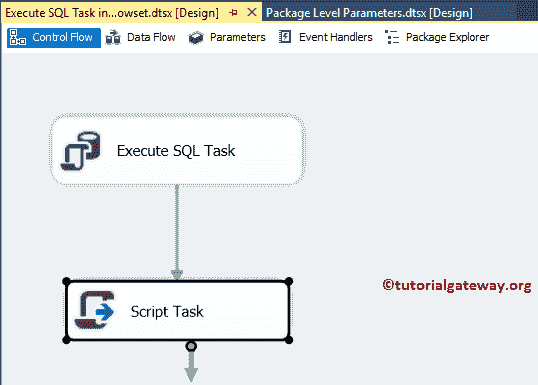 Execute SQL Task in...owset.dtsx [Design] Package Level Parameters.dtsx [Design]
Control Flow Data Flow Parameters Event Handlers Package Explorer
Execute SQL Task
©tutorialgateway.org
Script Task